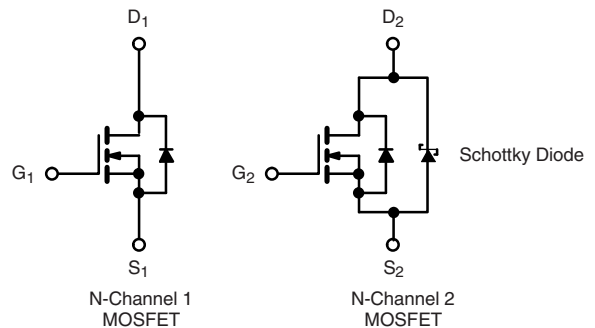 D1
D2
G1
G2
Schottky Diode
S1
S2
N-Channel 1
MOSFET
N-Channel 2
MOSFET